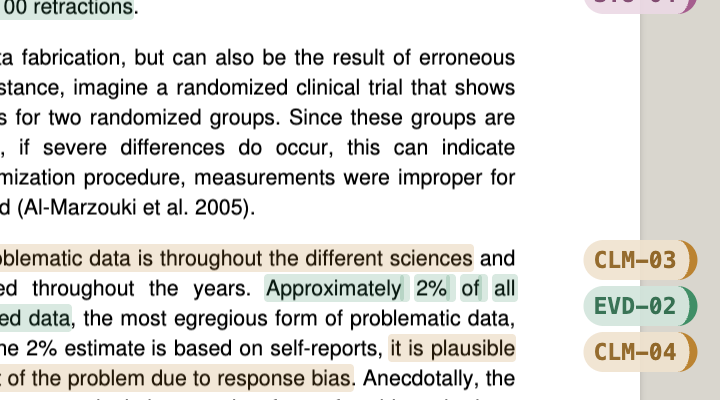 00 retractions.
ta fabrication, but can also be the result of erroneous
stance, imagine a randomized clinical trial that shows
s for two randomized groups. Since these groups are
, if severe differences do occur, this can indicate
mization procedure, measurements were improper for
d (Al-Marzouki et al. 2005).
oblematic data is throughout the different sciences and
CLM-03
ed throughout the years. Approximately 2% of all
EVD-02
ed data, the most egregious form of problematic data,
he 2% estimate is based on self-reports, it is plausible
CLM-04
t of the problem due to response bias. Anecdotally, the